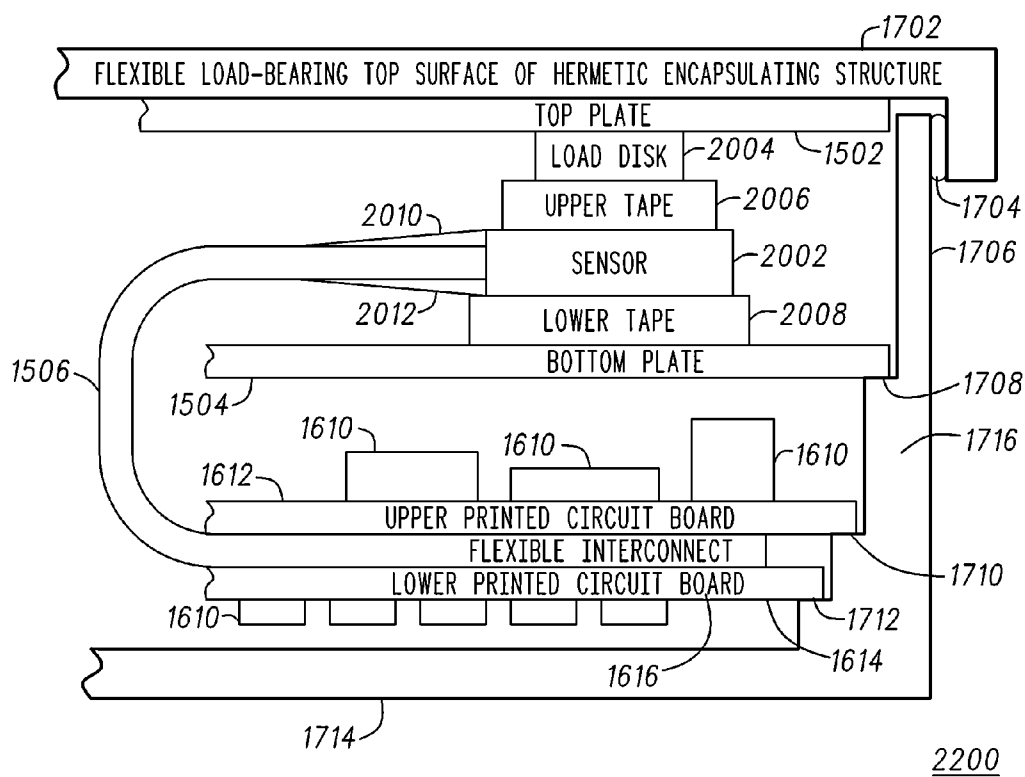 1702
FLEXIBLE LOAD-BEARING TOP SURFACE OF HERMETIC ENCAPSULATING STRUCTURE
TOP PLATE
1502
LOAD DISK
2004
1704
UPPER TAPE
2006
2010
1706
SENSOR
2002
2012
LOWER TAPE
2008
1506
BOTTOM PLATE
1504
1708
1610
1610
1610
1716
1612
UPPER PRINTED CIRCUIT BOARD
FLEXIBLE INTERCONNECT
1710
LOWER PRINTED CIRCUIT BOARD
1610
1712
1614
1616
1714
2200